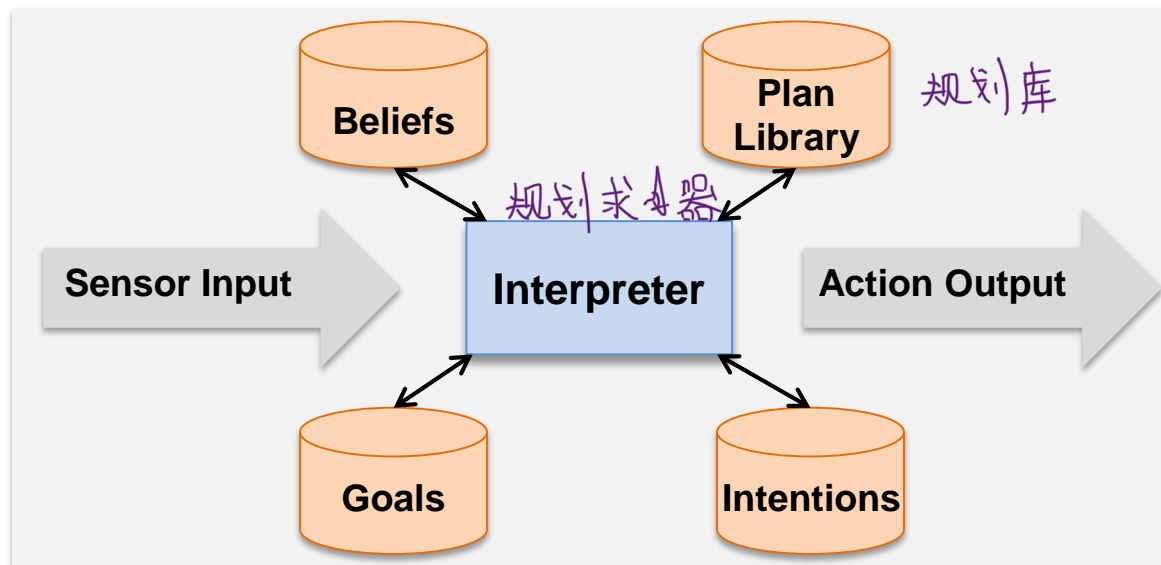 Beliefs
Plan
Library
规划库
规划求器
Sensor Input
Interpreter
Action Output
Goals
Intentions